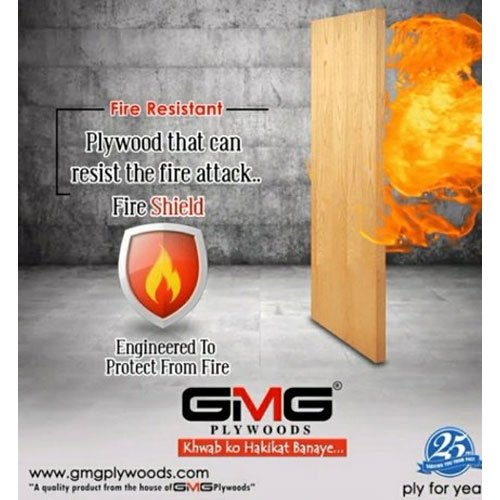 Fire Resistant
Plywood that can
resist the fire attack..
Fire Shield
Engineered To
Protect From Fire
GMG®
PLYWOODS
Khwab ko Hakikat Banaye...
25
www.gmgplywoods.com
"A quality product from the house of GMG Plywoods"
ply for yea